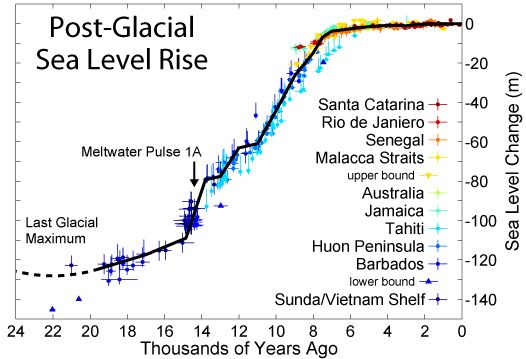 Post-Glacial
Sea Level Rise
Meltwater Pulse 1A
Last Glacial
Maximum
Santa Catarina
Rio de Janiero
Senegal
Malacca Straits
upper bound
Australia
Jamaica
Tahiti
Huon Peninsula
Barbados
lower bound
Sunda/Vietnam Shelf
0
-20
-40
-60
-80
-100
-120
-140
Sea Level Change (m)
24 22 20 18 16 14 12 10 8 6 4 2 0
Thousands of Years Ago